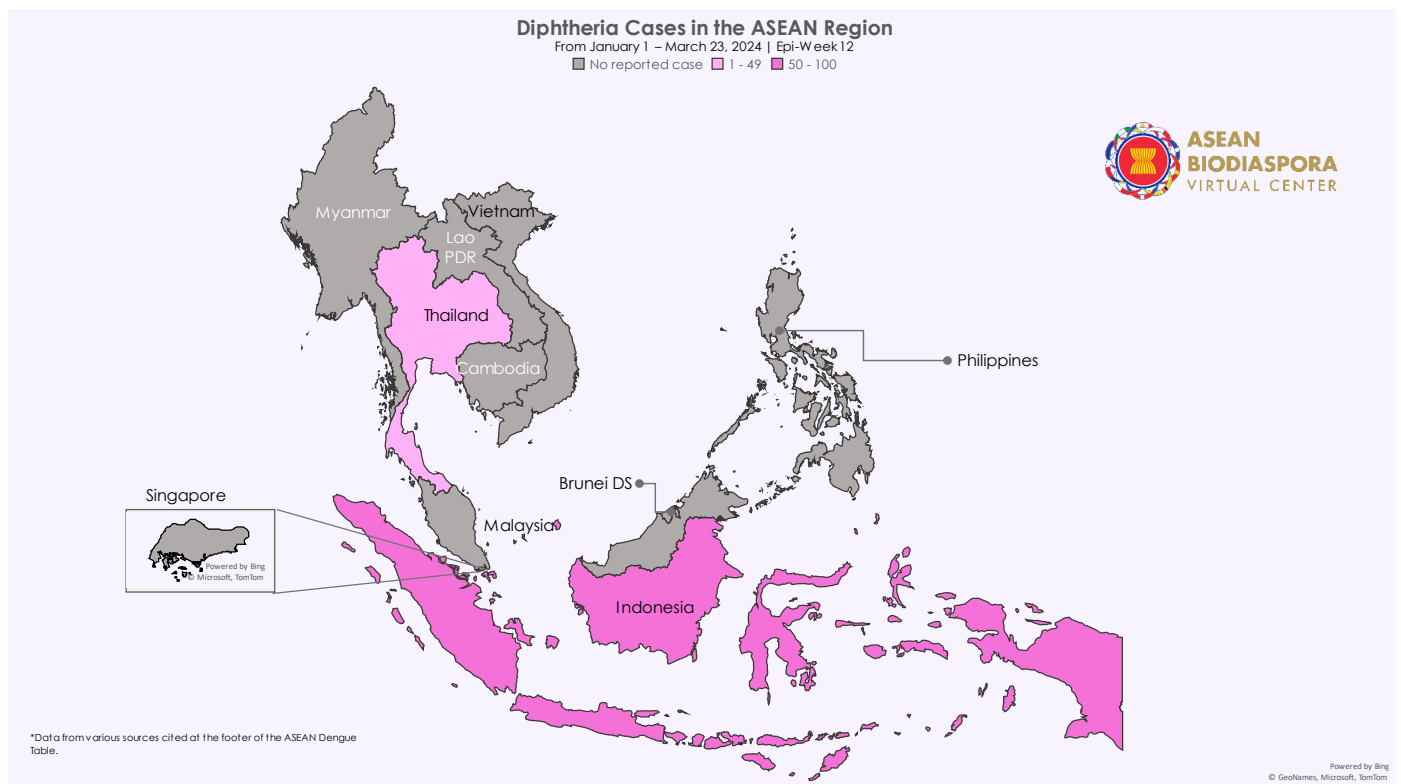 Diphtheria Cases in the ASEAN Region
From January 1 – March 23, 2024 | Epi-Week 12
No reported case 1 - 49 50 - 100
ASEAN
BIODIASPORA
VIRTUAL CENTER
Myanmar
Vietnam
Lao
PDR
Thailand
Cambodia
Philippines
Brunei DS
Singapore
Malaysia
Powered by Bing
© Microsoft, TomTom
Indonesia
*Data from various sources cited at the footer of the ASEAN Dengue
Table.
Powered by Bing
© GeoNames, Microsoft, TomTom